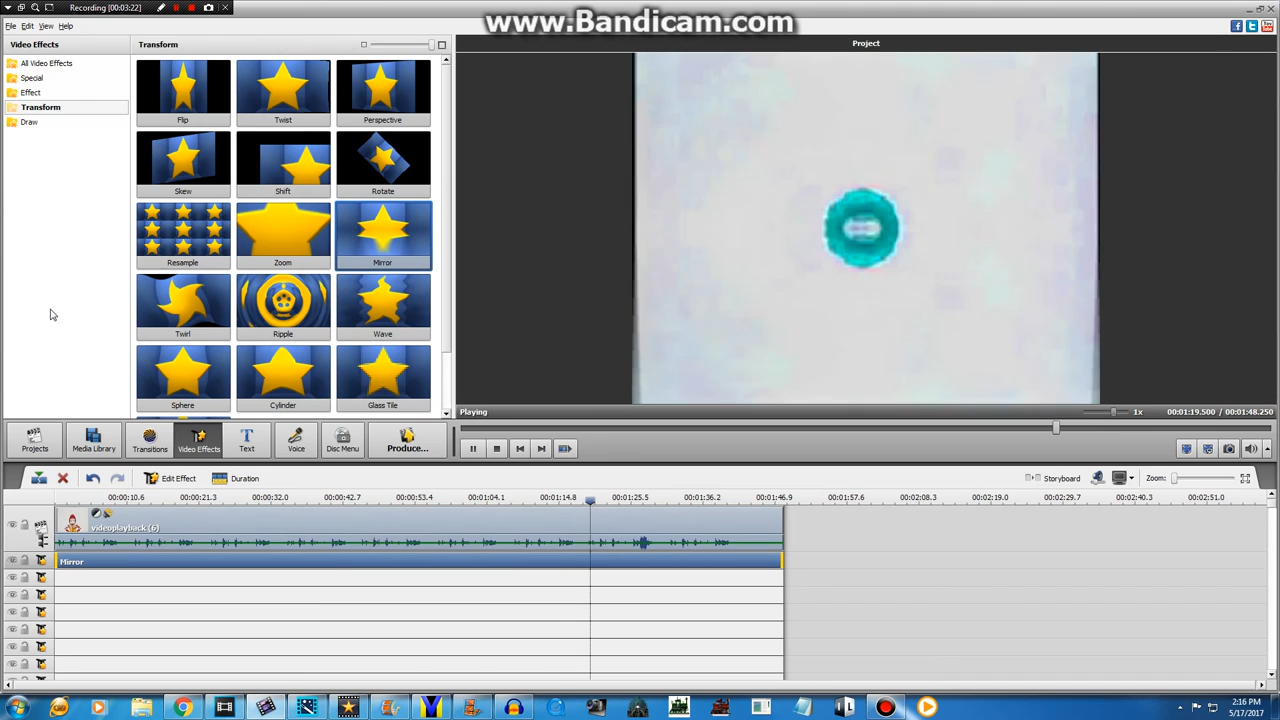 Recording [00:03:22]
www.Bandicam.com
File Edit View Help
Video Effects
Transform
Project
All Video Effects
Special
Effect
Transform
Draw
Flip
Twist
Perspective
Skew
Shift
Rotate
Resample
Zoom
Mirror
Twirl
Ripple
Wave
Sphere
Cylinder
Glass Tile
Playing
1x
00:01:19.500 / 00:01:48.250
Projects
Media Library
Transitions
Video Effects
Text
Voice
Disc Menu
Produce...
Edit Effect
Duration
Storyboard
Zoom:
00:00:10.6 00:00:21.3 00:00:32.0 00:00:42.7 00:00:53.4 00:01:04.1 00:01:14.8 00:01:25.5 00:01:36.2 00:01:46.9 00:01:57.6 00:02:08.3 00:02:19.0 00:02:29.7 00:02:40.3 00:02:51.0
videoplayback (6)
Mirror
2:16 PM
5/17/2017